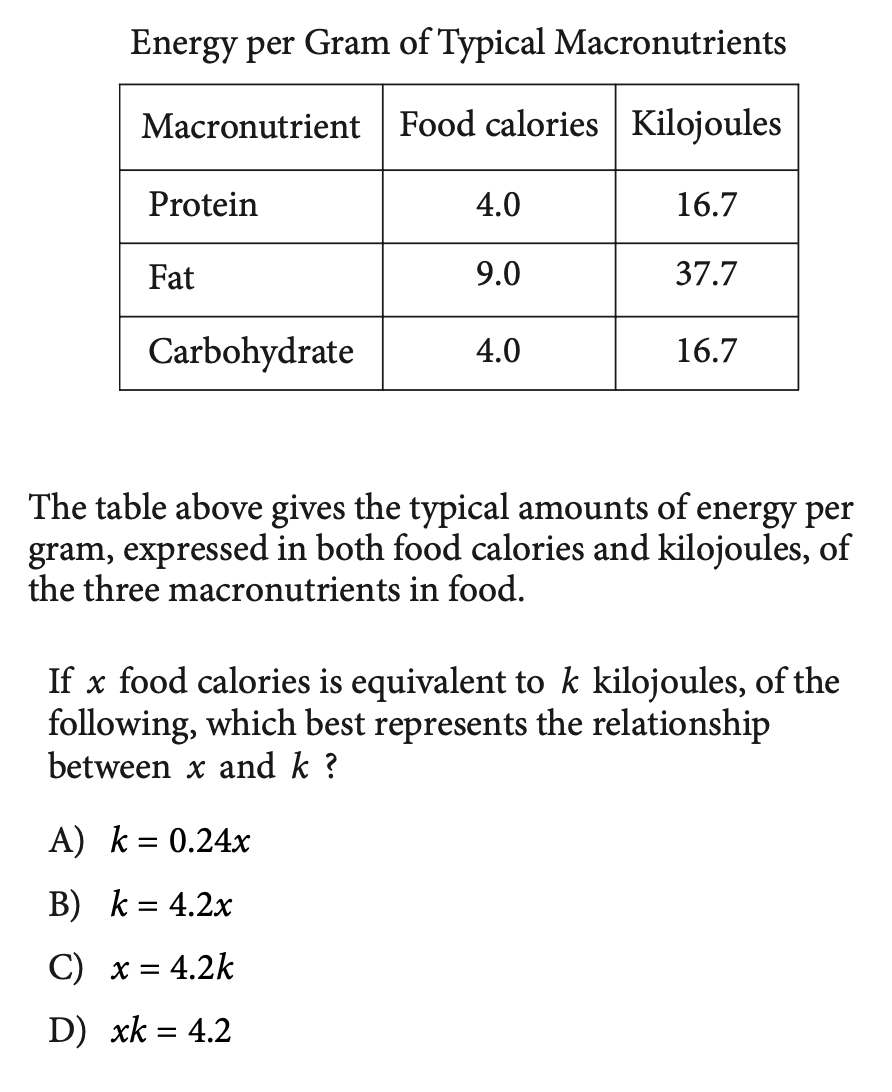 Energy per Gram of Typical Macronutrients
Macronutrient Food calories Kilojoules
Protein 4.0 16.7
Fat 9.0 37.7
Carbohydrate 4.0 16.7
The table above gives the typical amounts of energy per
gram, expressed in both food calories and kilojoules, of
the three macronutrients in food.
If x food calories is equivalent to k kilojoules, of the
following, which best represents the relationship
between x and k ?
A) k = 0.24x
B) k = 4.2x
C) x = 4.2k
D) xk = 4.2